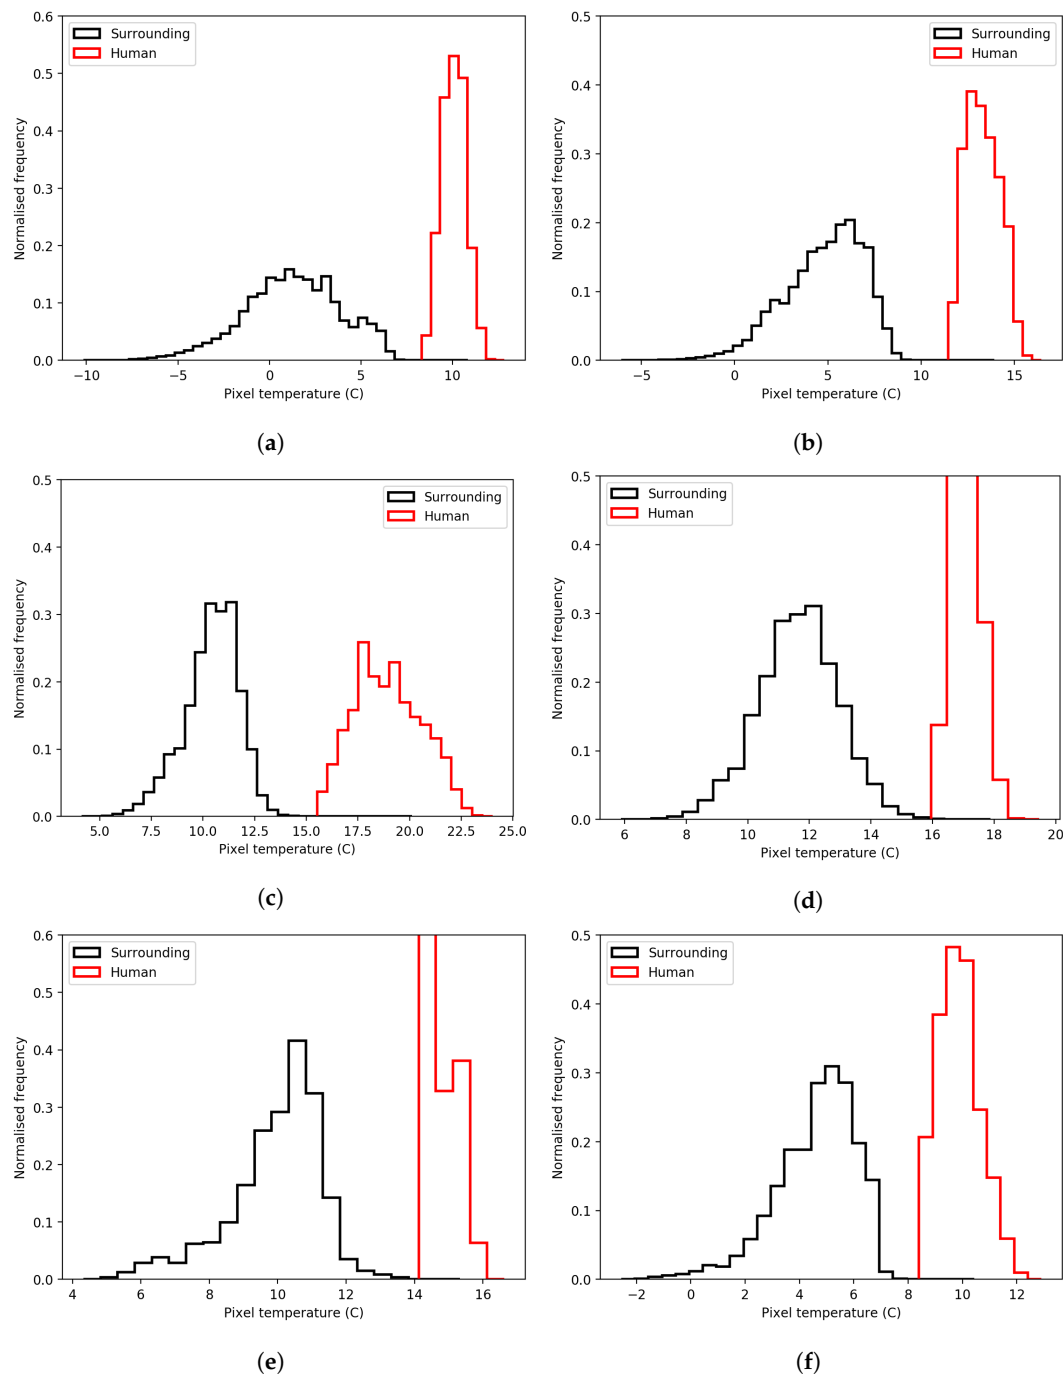 0.6
0.5
0.4
0.3
0.2
0.1
0.0
Normalised frequency
Surrounding
Human
−10 −5 0 5 10
Pixel temperature (C)
(a)
0.5
0.4
0.3
0.2
0.1
0.0
Normalised frequency
Surrounding
Human
−5 0 5 10 15
Pixel temperature (C)
(b)
0.5
0.4
0.3
0.2
0.1
0.0
Normalised frequency
Surrounding
Human
5.0 7.5 10.0 12.5 15.0 17.5 20.0 22.5 25.0
Pixel temperature (C)
(c)
0.5
0.4
0.3
0.2
0.1
0.0
Normalised frequency
Surrounding
Human
6 8 10 12 14 16 18 20
Pixel temperature (C)
(d)
0.6
0.5
0.4
0.3
0.2
0.1
0.0
Normalised frequency
Surrounding
Human
4 6 8 10 12 14 16
Pixel temperature (C)
(e)
0.5
0.4
0.3
0.2
0.1
0.0
Normalised frequency
Surrounding
Human
−2 0 2 4 6 8 10 12
Pixel temperature (C)
(f)